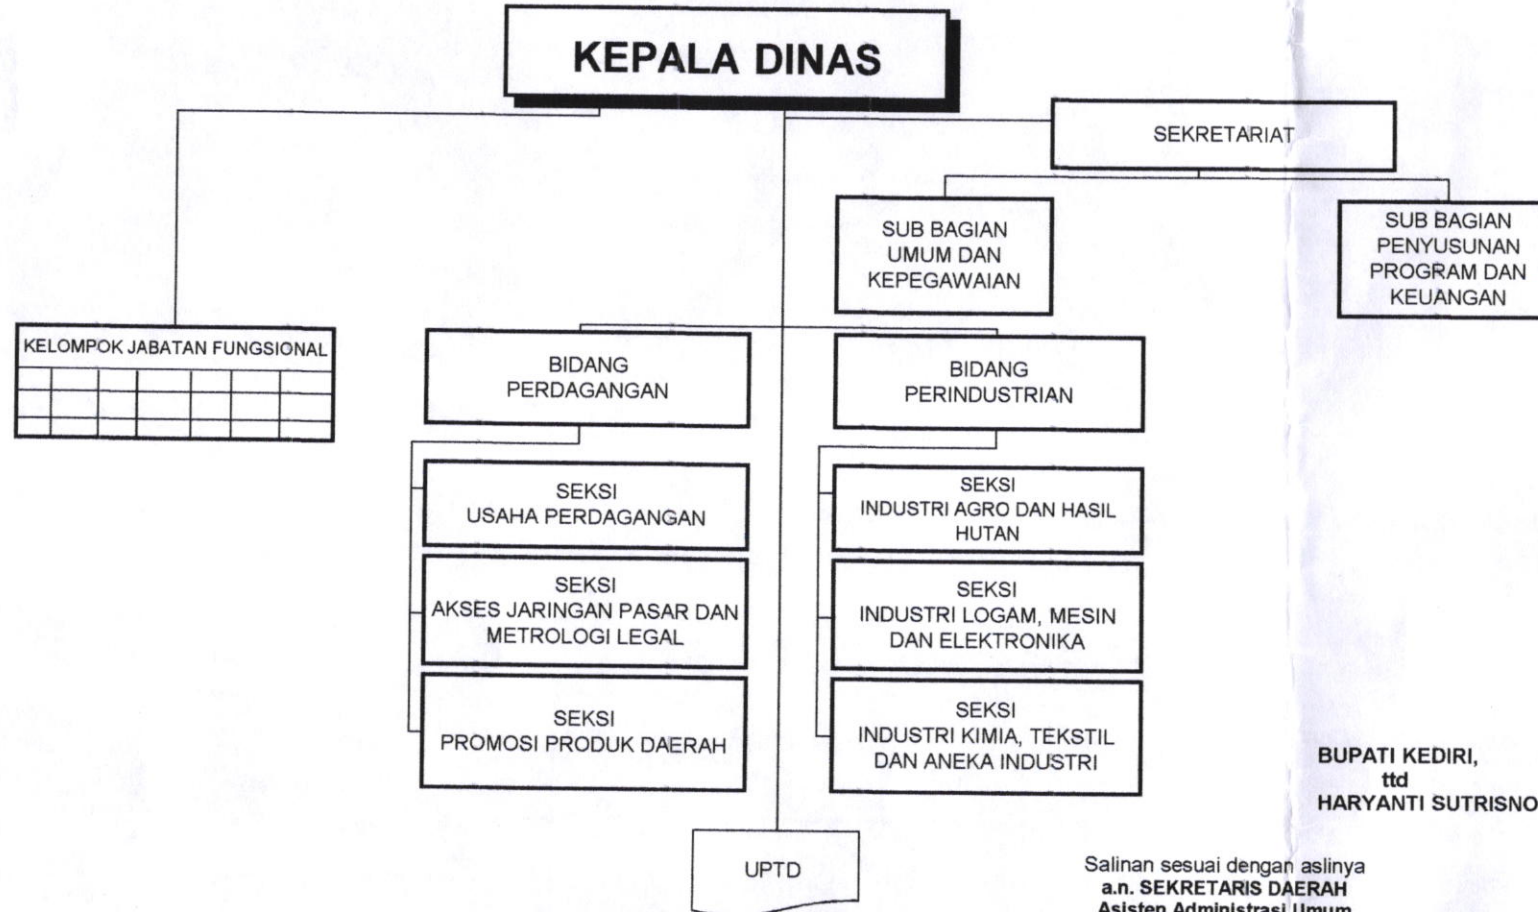 KEPALA DINAS
SEKRETARIAT
SUB BAGIAN
UMUM DAN
KEPEGAWAIAN
SUB BAGIAN
PENYUSUNAN
PROGRAM DAN
KEUANGAN
KELOMPOK JABATAN FUNGSIONAL
BIDANG
PERDAGANGAN
BIDANG
PERINDUSTRIAN
SEKSI
USAHA PERDAGANGAN
SEKSI
AKSES JARINGAN PASAR DAN
METROLOGI LEGAL
SEKSI
PROMOSI PRODUK DAERAH
SEKSI
INDUSTRI AGRO DAN HASIL
HUTAN
SEKSI
INDUSTRI LOGAM, MESIN
DAN ELEKTRONIKA
SEKSI
INDUSTRI KIMIA, TEKSTIL
DAN ANEKA INDUSTRI
UPTD
BUPATI KEDIRI,
ttd
HARYANTI SUTRISNO
Salinan sesuai dengan aslinya
a.n. SEKRETARIS DAERAH
Asisten Administrasi Umum